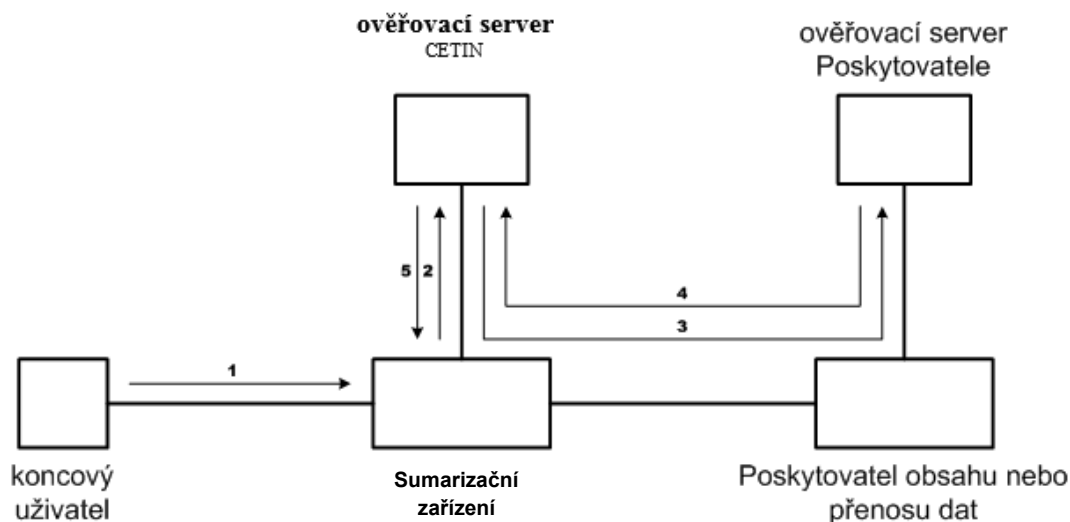 ověřovací server
CETIN
ověřovací server
Poskytovatele
5
2
4
3
1
koncový
uživatel
Sumarizační
zařízení
Poskytovatel obsahu nebo
přenosu dat